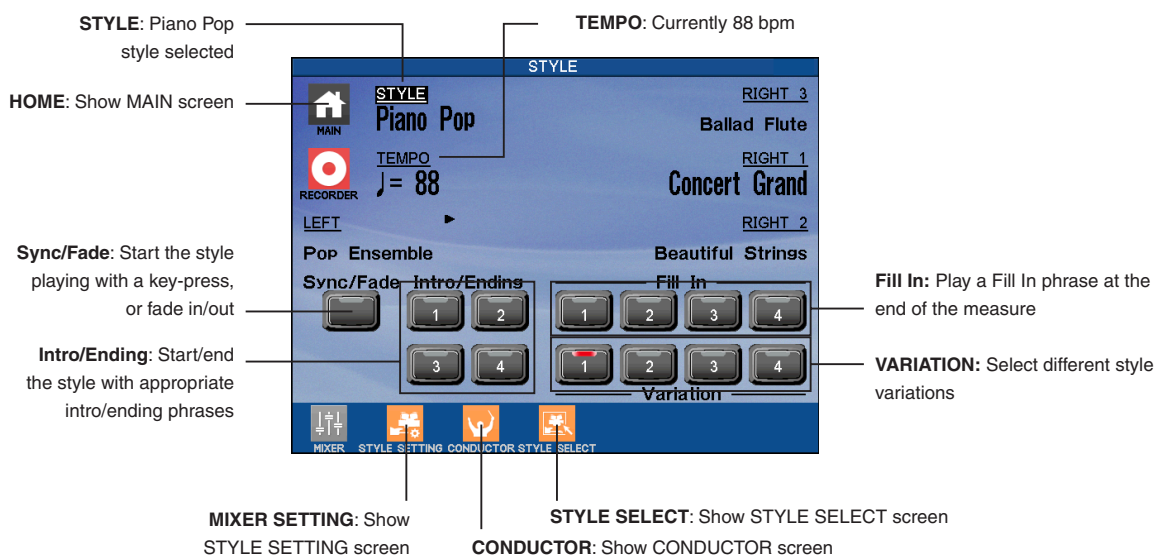 STYLE: Piano Pop
style selected
TEMPO: Currently 88 bpm
HOME: Show MAIN screen
STYLE
STYLE
Piano Pop
MAIN
RIGHT 3
Ballad Flute
TEMPO
♩= 88
RECORDER
RIGHT 1
Concert Grand
LEFT
Pop Ensemble
RIGHT 2
Beautiful Strings
Sync/Fade Intro/Ending
Fill In
1 2
1 2 3 4
3 4
1 2 3 4
Variation
MIXER STYLE SETTING CONDUCTOR STYLE SELECT
Sync/Fade: Start the style
playing with a key-press,
or fade in/out
Intro/Ending: Start/end
the style with appropriate
intro/ending phrases
Fill In: Play a Fill In phrase at the
end of the measure
VARIATION: Select different style
variations
MIXER SETTING: Show
STYLE SETTING screen
STYLE SELECT: Show STYLE SELECT screen
CONDUCTOR: Show CONDUCTOR screen